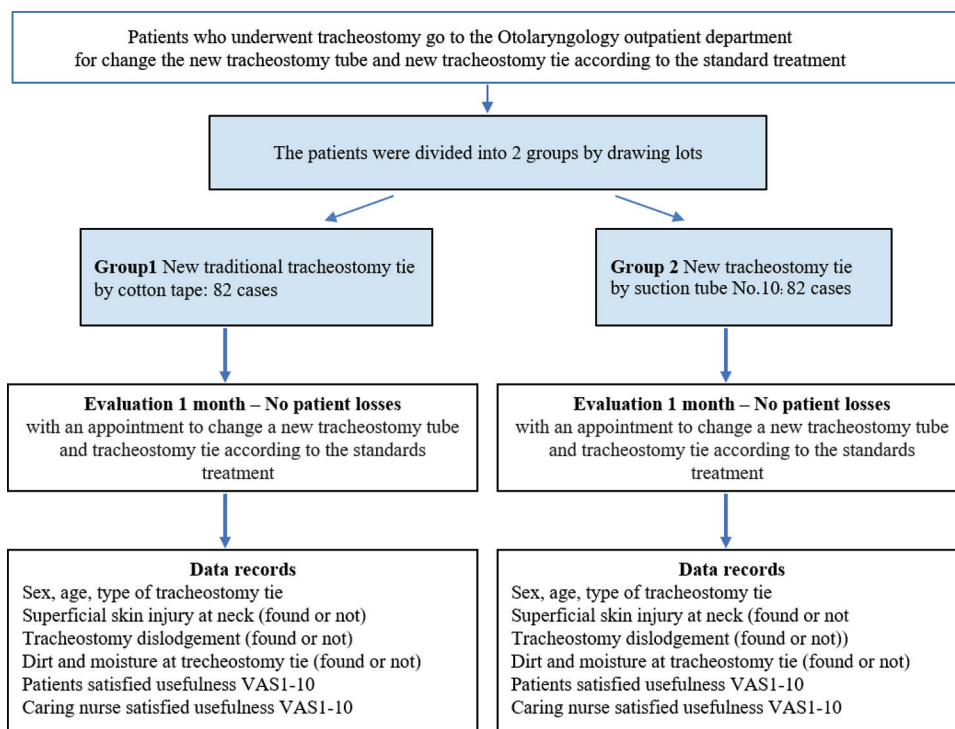 Patients who underwent tracheostomy go to the Otolaryngology outpatient department
for change the new tracheostomy tube and new tracheostomy tie according to the standard treatment
The patients were divided into 2 groups by drawing lots
Group1 New traditional tracheostomy tie
by cotton tape: 82 cases
Group 2 New tracheostomy tie
by suction tube No.10: 82 cases
Evaluation 1 month – No patient losses
with an appointment to change a new tracheostomy tube
and tracheostomy tie according to the standards
treatment
Evaluation 1 month – No patient losses
with an appointment to change a new tracheostomy tube
and tracheostomy tie according to the standards
treatment
Data records
Sex, age, type of tracheostomy tie
Superficial skin injury at neck (found or not)
Tracheostomy dislodgement (found or not)
Dirt and moisture at trecheostomy tie (found or not)
Patients satisfied usefulness VAS1-10
Caring nurse satisfied usefulness VAS1-10
Data records
Sex, age, type of tracheostomy tie
Superficial skin injury at neck (found or not
Tracheostomy dislodgement (found or not))
Dirt and moisture at tracheostomy tie (found or not)
Patients satisfied usefulness VAS1-10
Caring nurse satisfied usefulness VAS1-10